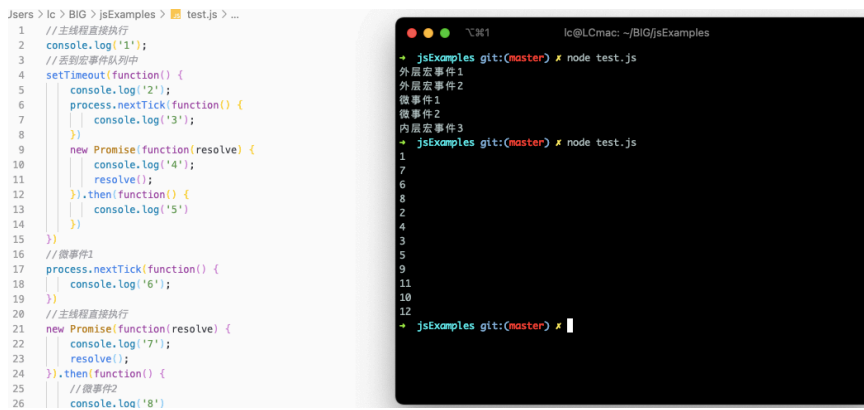 Jsers > lc > BIG > jsExamples > test.js > ...
1 //主线程直接执行
2 console.log('1');
3 //丢到宏事件队列中
4 setTimeout(function() {
5 console.log('2');
6 process.nextTick(function() {
7 console.log('3');
8 })
9 new Promise(function(resolve) {
10 console.log('4');
11 resolve();
12 }).then(function() {
13 console.log('5')
14 })
15 })
16 //微事件1
17 process.nextTick(function() {
18 console.log('6');
19 })
20 //主线程直接执行
21 new Promise(function(resolve) {
22 console.log('7');
23 resolve();
24 }).then(function() {
25 //微事件2
26 console.log('8')
⌥⌘1 lc@LCmac: ~/BIG/jsExamples
→ jsExamples git:(master) ✗ node test.js
外层宏事件1
外层宏事件2
微事件1
微事件2
内层宏事件3
→ jsExamples git:(master) ✗ node test.js
1
7
6
8
2
4
3
5
9
11
10
12
→ jsExamples git:(master) ✗